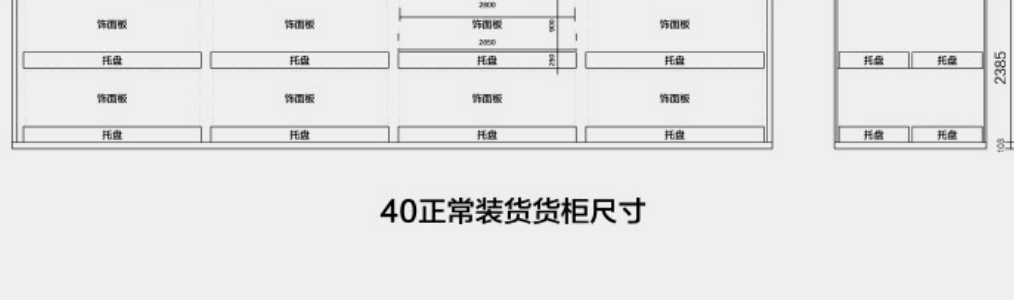 2800
饰面板 饰面板 饰面板 900 饰面板
2850
托盘 托盘 托盘 250 托盘 托盘 托盘 2385
饰面板 饰面板 饰面板 饰面板
托盘 托盘 托盘 托盘 托盘 托盘 103
40正常装货货柜尺寸